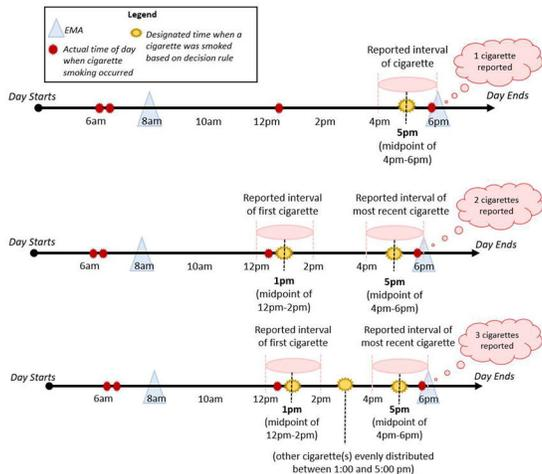 Legend
EMA
Actual time of day
when cigarette
smoking occurred
Designated time when a
cigarette was smoked
based on decision rule
Reported interval
of cigarette
1 cigarette
reported
Day Starts
Day Ends
6am 8am 10am 12pm 2pm 4pm 6pm
5pm
(midpoint of
4pm-6pm)
Reported interval
of first cigarette
Reported interval of
most recent cigarette
2 cigarettes
reported
Day Starts
Day Ends
6am 8am 10am 12pm 2pm 4pm 6pm
1pm
(midpoint of
12pm-2pm)
5pm
(midpoint of
4pm-6pm)
Reported interval
of first cigarette
Reported interval of
most recent cigarette
3 cigarettes
reported
Day Starts
Day Ends
6am 8am 10am 12pm 2pm 4pm 6pm
1pm
(midpoint of
12pm-2pm)
5pm
(midpoint of
4pm-6pm)
(other cigarette(s) evenly distributed
between 1:00 and 5:00 pm)